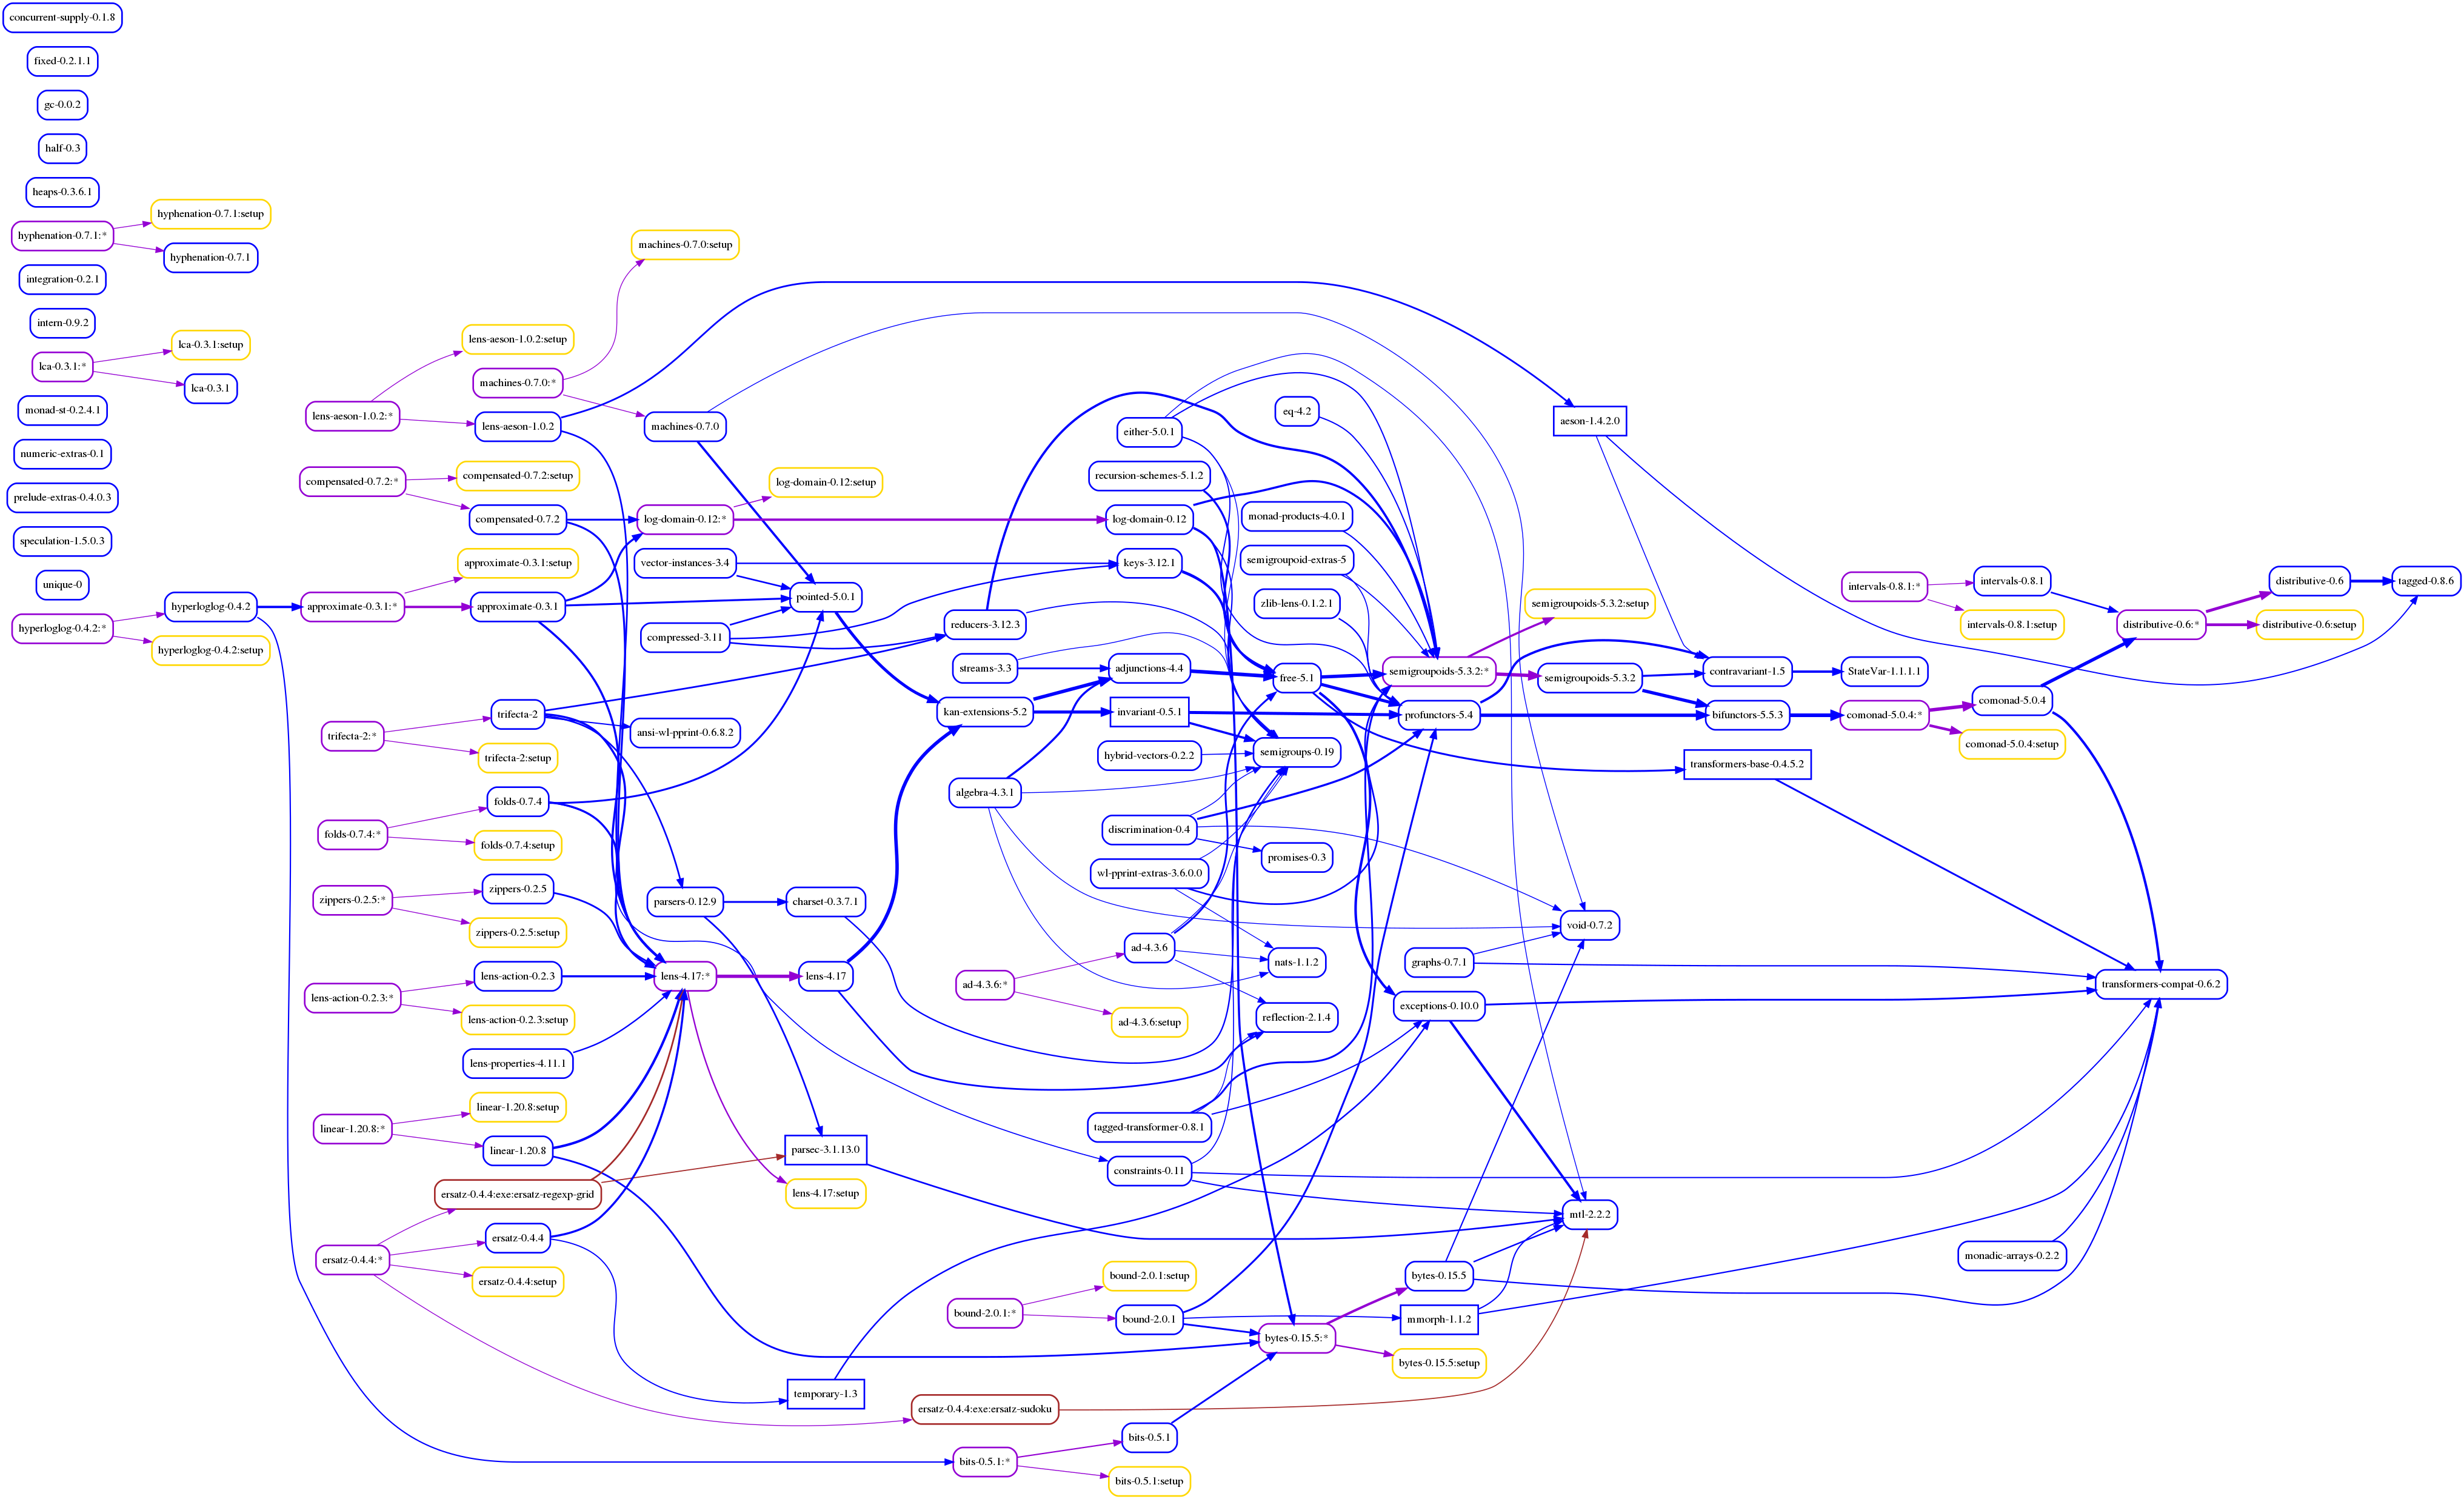 concurrent-supply-0.1.8
fixed-0.2.1.1
gc-0.0.2
half-0.3
heaps-0.3.6.1
hyphenation-0.7.1:*
hyphenation-0.7.1:setup
hyphenation-0.7.1
integration-0.2.1
intern-0.9.2
lca-0.3.1:*
lca-0.3.1:setup
lca-0.3.1
monad-st-0.2.4.1
numeric-extras-0.1
prelude-extras-0.4.0.3
speculation-1.5.0.3
unique-0
hyperloglog-0.4.2:*
hyperloglog-0.4.2
hyperloglog-0.4.2:setup
lens-aeson-1.0.2:*
compensated-0.7.2:*
approximate-0.3.1:*
trifecta-2:*
folds-0.7.4:*
zippers-0.2.5:*
lens-action-0.2.3:*
linear-1.20.8:*
ersatz-0.4.4:*
lens-aeson-1.0.2:setup
machines-0.7.0:*
lens-aeson-1.0.2
compensated-0.7.2:setup
compensated-0.7.2
approximate-0.3.1:setup
approximate-0.3.1
trifecta-2
trifecta-2:setup
folds-0.7.4
folds-0.7.4:setup
zippers-0.2.5
zippers-0.2.5:setup
lens-action-0.2.3
lens-action-0.2.3:setup
lens-properties-4.11.1
linear-1.20.8:setup
linear-1.20.8
ersatz-0.4.4:exe:ersatz-regexp-grid
ersatz-0.4.4
ersatz-0.4.4:setup
machines-0.7.0:setup
machines-0.7.0
log-domain-0.12:*
vector-instances-3.4
compressed-3.11
ansi-wl-pprint-0.6.8.2
parsers-0.12.9
lens-4.17:*
log-domain-0.12:setup
pointed-5.0.1
charset-0.3.7.1
lens-4.17
parsec-3.1.13.0
lens-4.17:setup
temporary-1.3
reducers-3.12.3
streams-3.3
kan-extensions-5.2
algebra-4.3.1
ad-4.3.6:*
bound-2.0.1:*
ersatz-0.4.4:exe:ersatz-sudoku
bits-0.5.1:*
either-5.0.1
recursion-schemes-5.1.2
log-domain-0.12
keys-3.12.1
adjunctions-4.4
invariant-0.5.1
hybrid-vectors-0.2.2
discrimination-0.4
wl-pprint-extras-3.6.0.0
ad-4.3.6
ad-4.3.6:setup
tagged-transformer-0.8.1
constraints-0.11
bound-2.0.1:setup
bound-2.0.1
bits-0.5.1
bits-0.5.1:setup
eq-4.2
monad-products-4.0.1
semigroupoid-extras-5
zlib-lens-0.1.2.1
free-5.1
semigroups-0.19
promises-0.3
nats-1.1.2
reflection-2.1.4
bytes-0.15.5:*
semigroupoids-5.3.2:*
profunctors-5.4
graphs-0.7.1
exceptions-0.10.0
bytes-0.15.5
mmorph-1.1.2
bytes-0.15.5:setup
aeson-1.4.2.0
semigroupoids-5.3.2:setup
semigroupoids-5.3.2
void-0.7.2
mtl-2.2.2
contravariant-1.5
bifunctors-5.5.3
transformers-base-0.4.5.2
intervals-0.8.1:*
StateVar-1.1.1.1
comonad-5.0.4:*
intervals-0.8.1
intervals-0.8.1:setup
comonad-5.0.4
comonad-5.0.4:setup
monadic-arrays-0.2.2
distributive-0.6:*
transformers-compat-0.6.2
distributive-0.6
distributive-0.6:setup
tagged-0.8.6